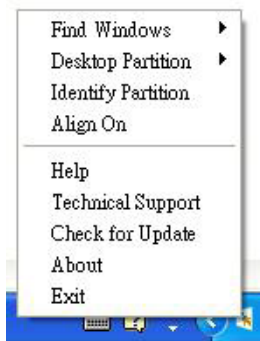 Find Windows
Desktop Partition
Identify Partition
Align On
Help
Technical Support
Check for Update
About
Exit